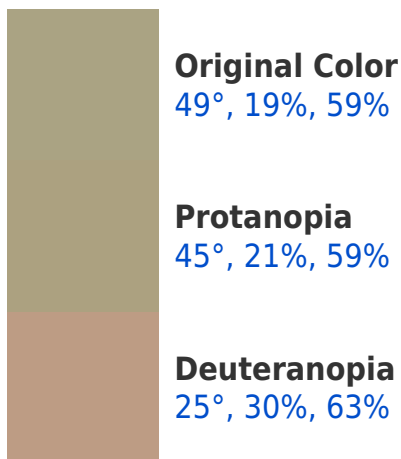 Original Color
49°, 19%, 59%
Protanopia
45°, 21%, 59%
Deuteranopia
25°, 30%, 63%